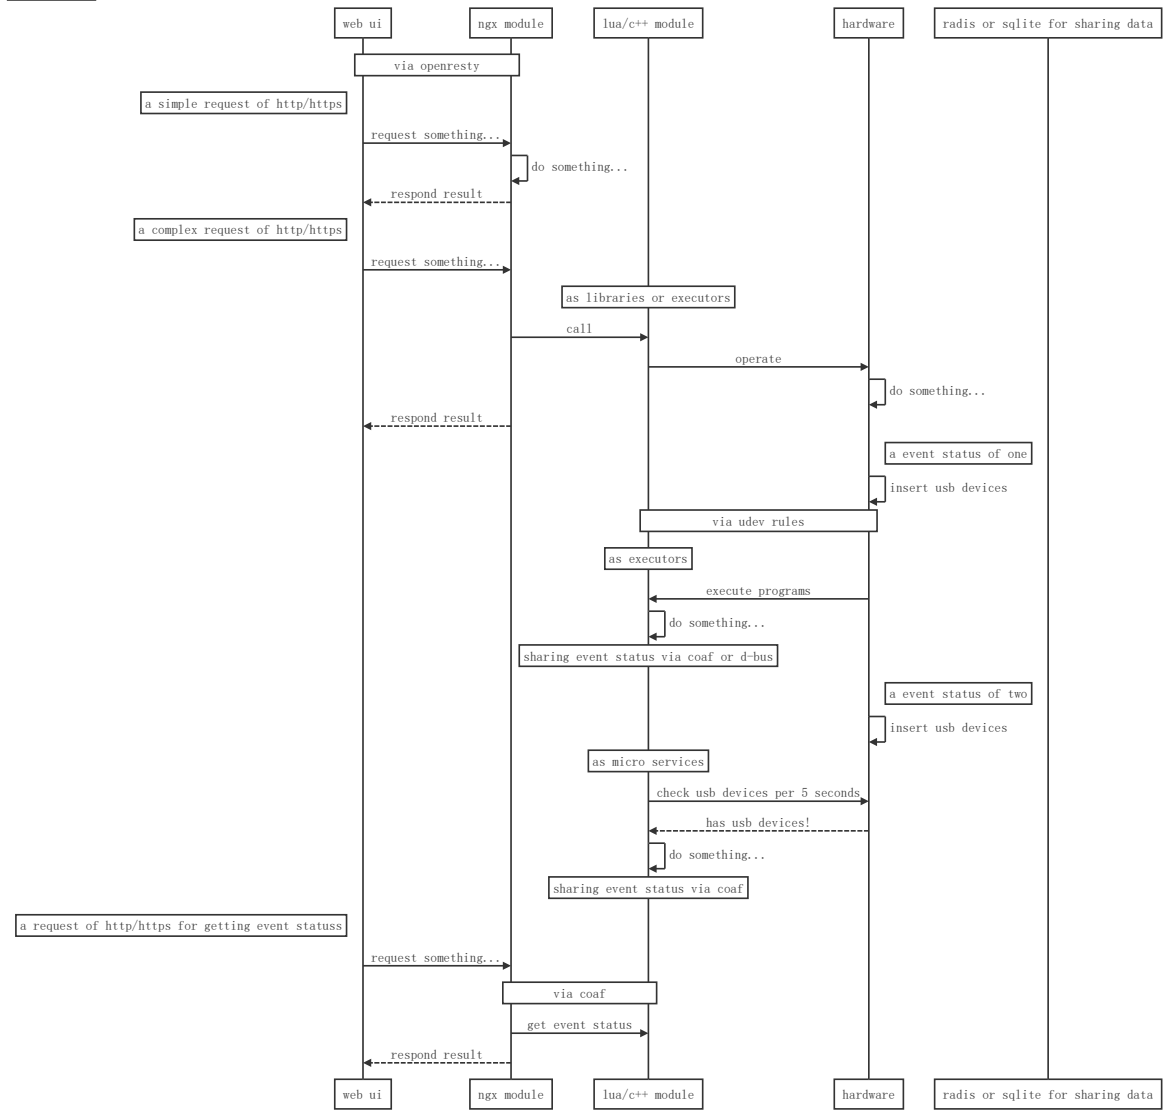 web ui
ngx module
lua/c++ module
hardware
radis or sqlite for sharing data
via openresty
a simple request of http/https
request something...
do something...
respond result
a complex request of http/https
request something...
as libraries or executors
call
operate
do something...
respond result
a event status of one
insert usb devices
via udev rules
as executors
execute programs
do something...
sharing event status via coaf or d-bus
a event status of two
insert usb devices
as micro services
check usb devices per 5 seconds
has usb devices!
do something...
sharing event status via coaf
a request of http/https for getting event statuss
request something...
via coaf
get event status
respond result
web ui
ngx module
lua/c++ module
hardware
radis or sqlite for sharing data